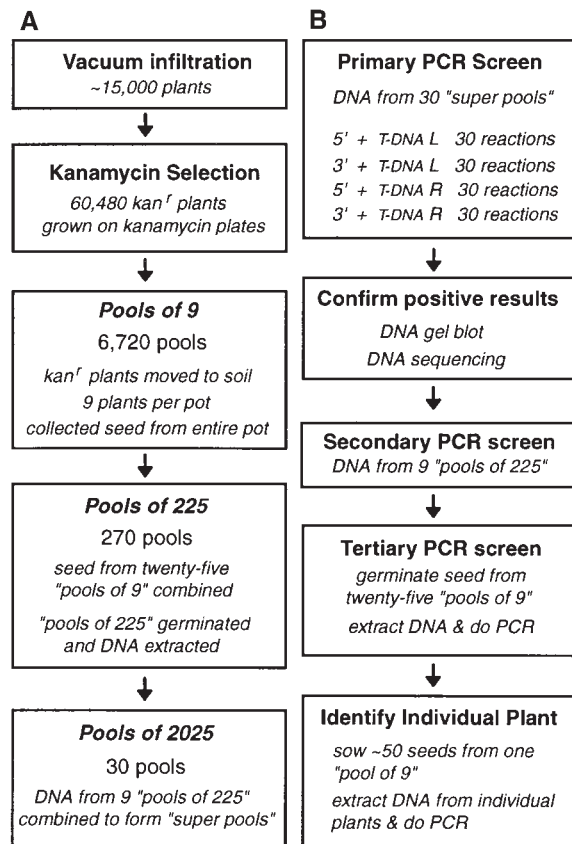 A
Vacuum infiltration
~15,000 plants
Kanamycin Selection
60,480 kanʳ plants
grown on kanamycin plates
Pools of 9
6,720 pools
kanʳ plants moved to soil
9 plants per pot
collected seed from entire pot
Pools of 225
270 pools
seed from twenty-five
"pools of 9" combined
"pools of 225" germinated
and DNA extracted
Pools of 2025
30 pools
DNA from 9 "pools of 225"
combined to form "super pools"
B
Primary PCR Screen
DNA from 30 "super pools"
5' + T-DNA L 30 reactions
3' + T-DNA L 30 reactions
5' + T-DNA R 30 reactions
3' + T-DNA R 30 reactions
Confirm positive results
DNA gel blot
DNA sequencing
Secondary PCR screen
DNA from 9 "pools of 225"
Tertiary PCR screen
germinate seed from
twenty-five "pools of 9"
extract DNA & do PCR
Identify Individual Plant
sow ~50 seeds from one
"pool of 9"
extract DNA from individual
plants & do PCR